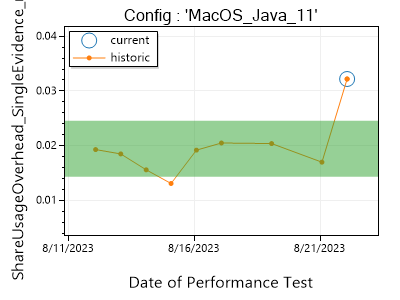 Config : 'MacOS_Java_11'
current
historic
0.04
0.03
0.02
0.01
ShareUsageOverhead_SingleEvidence_
8/11/2023
8/16/2023
8/21/2023
Date of Performance Test